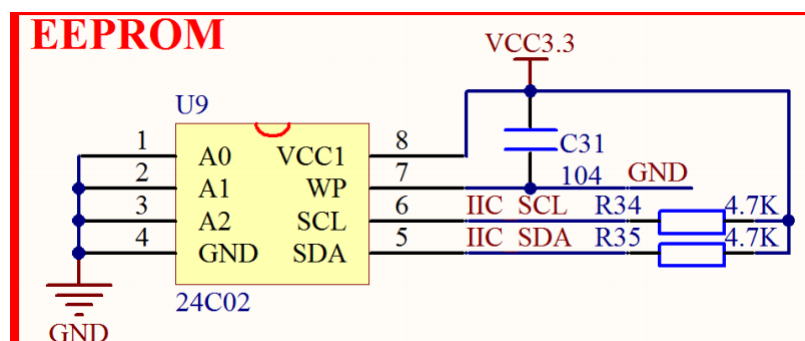 EEPROM
VCC3.3
U9
1 A0 VCC1 8 C31
2 A1 WP 7 104 GND
3 A2 SCL 6 IIC SCL R34 4.7K
4 GND SDA 5 IIC SDA R35 4.7K
24C02
GND